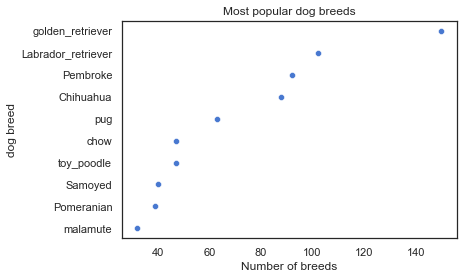 Most popular dog breeds
dog breed
golden_retriever
Labrador_retriever
Pembroke
Chihuahua
pug
chow
toy_poodle
Samoyed
Pomeranian
malamute
40 60 80 100 120 140
Number of breeds